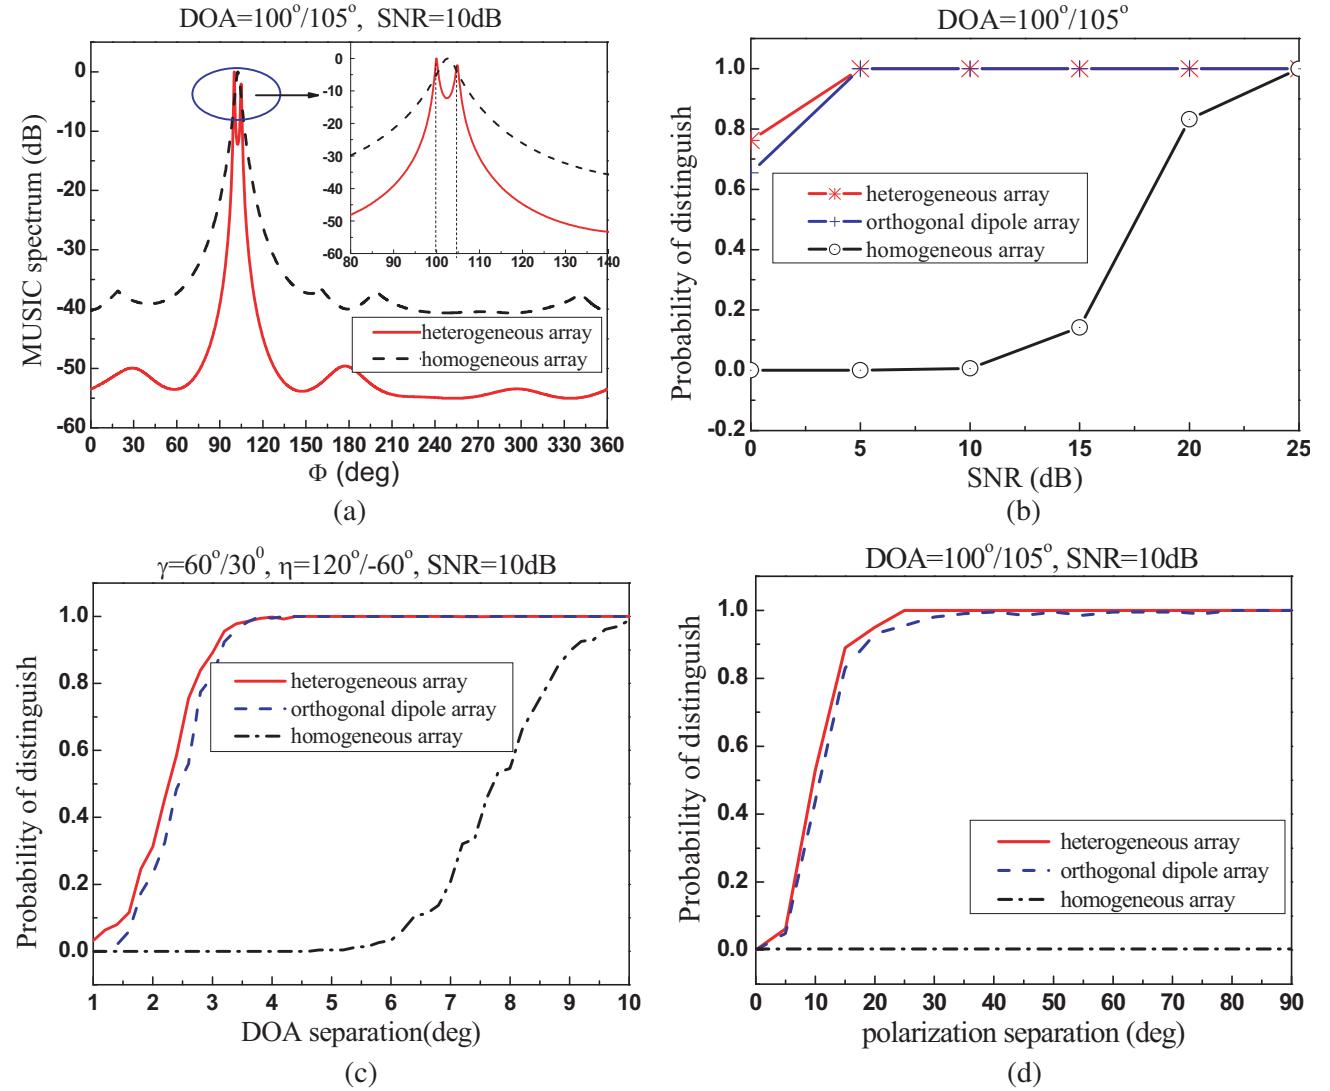 DOA=100°/105°, SNR=10dB
MUSIC spectrum (dB)
0
-10
-20
-30
-40
-50
-60
0 30 60 90 120 150 180 210 240 270 300 330 360
Φ (deg)
0
-10
-20
-30
-40
-50
-60
80 90 100 110 120 130 140
heterogeneous array
homogeneous array
(a)
DOA=100°/105°
Probability of distinguish
1.0
0.8
0.6
0.4
0.2
0.0
-0.2
0 5 10 15 20 25
SNR (dB)
heterogeneous array
orthogonal dipole array
homogeneous array
(b)
γ=60°/30⁰, η=120°/-60°, SNR=10dB
Probability of distinguish
1.0
0.8
0.6
0.4
0.2
0.0
1 2 3 4 5 6 7 8 9 10
DOA separation(deg)
heterogeneous array
orthogonal dipole array
homogeneous array
(c)
DOA=100°/105°, SNR=10dB
Probability of distinguish
1.0
0.8
0.6
0.4
0.2
0.0
0 10 20 30 40 50 60 70 80 90
polarization separation (deg)
heterogeneous array
orthogonal dipole array
homogeneous array
(d)